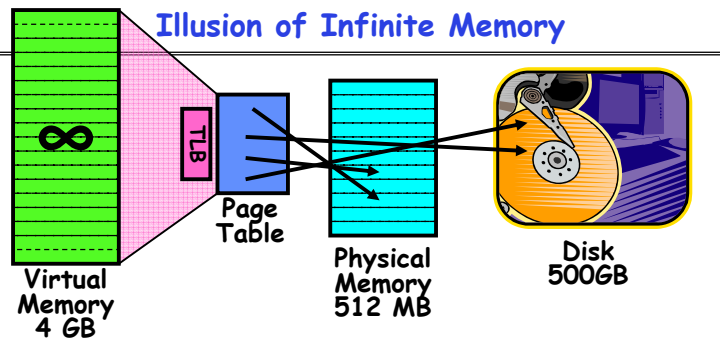 Illusion of Infinite Memory
∞
TLB
Page
Table
Virtual
Memory
4 GB
Physical
Memory
512 MB
Disk
500GB